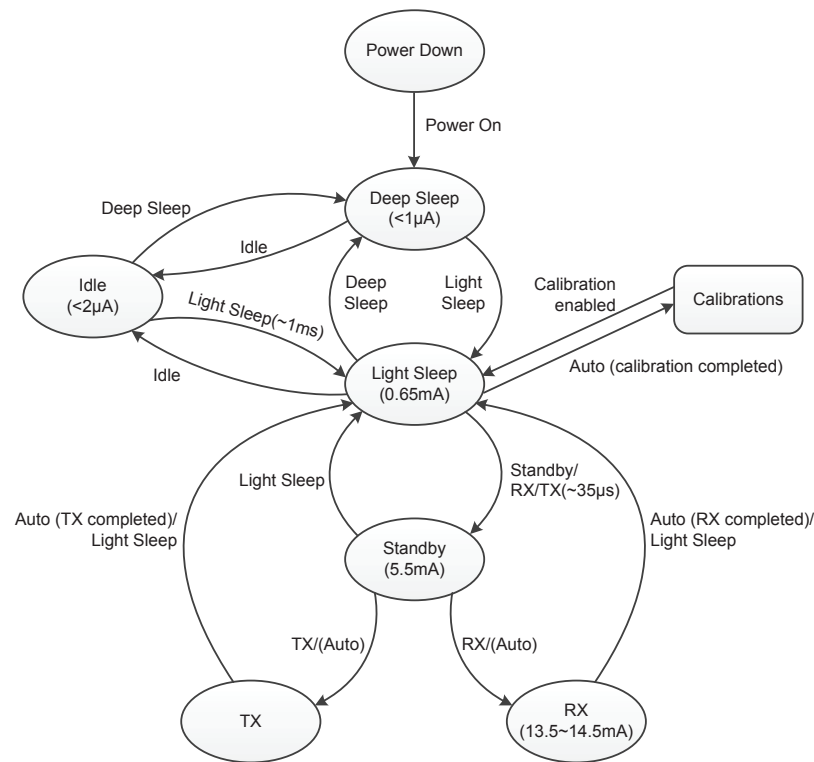 Power Down
Power On
Deep Sleep
(<1µA)
Deep Sleep
Idle
Idle
(<2µA)
Deep
Sleep
Light
Sleep
Calibration
enabled
Calibrations
Light Sleep(~1ms)
Idle
Light Sleep
(0.65mA)
Auto (calibration completed)
Light Sleep
Standby/
RX/TX(~35µs)
Auto (TX completed)/
Light Sleep
Auto (RX completed)/
Light Sleep
Standby
(5.5mA)
TX/(Auto)
RX/(Auto)
TX
RX
(13.5~14.5mA)